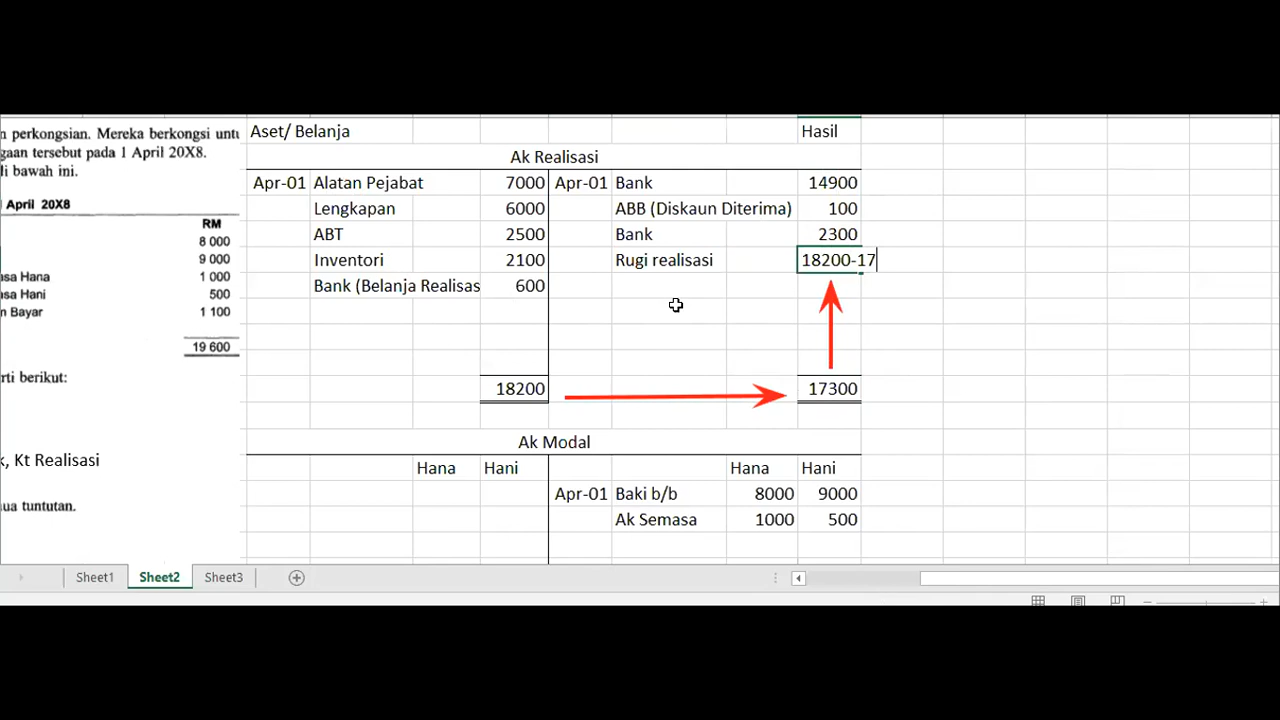 n perkongsian. Mereka berkongsi untu
gaan tersebut pada 1 April 20X8.
di bawah ini.
April 20X8
RM
8 000
9 000
asa Hana 1 000
sa Hani 500
n Bayar 1 100
19 600
rti berikut:
k, Kt Realisasi
ua tuntutan.
Aset/ Belanja Hasil
Ak Realisasi
Apr-01 Alatan Pejabat 7000 Apr-01 Bank 14900
Lengkapan 6000 ABB (Diskaun Diterima) 100
ABT 2500 Bank 2300
Inventori 2100 Rugi realisasi 18200-17
Bank (Belanja Realisas 600
18200 17300
Ak Modal
Hana Hani Hana Hani
Apr-01 Baki b/b 8000 9000
Ak Semasa 1000 500
Sheet1 Sheet2 Sheet3